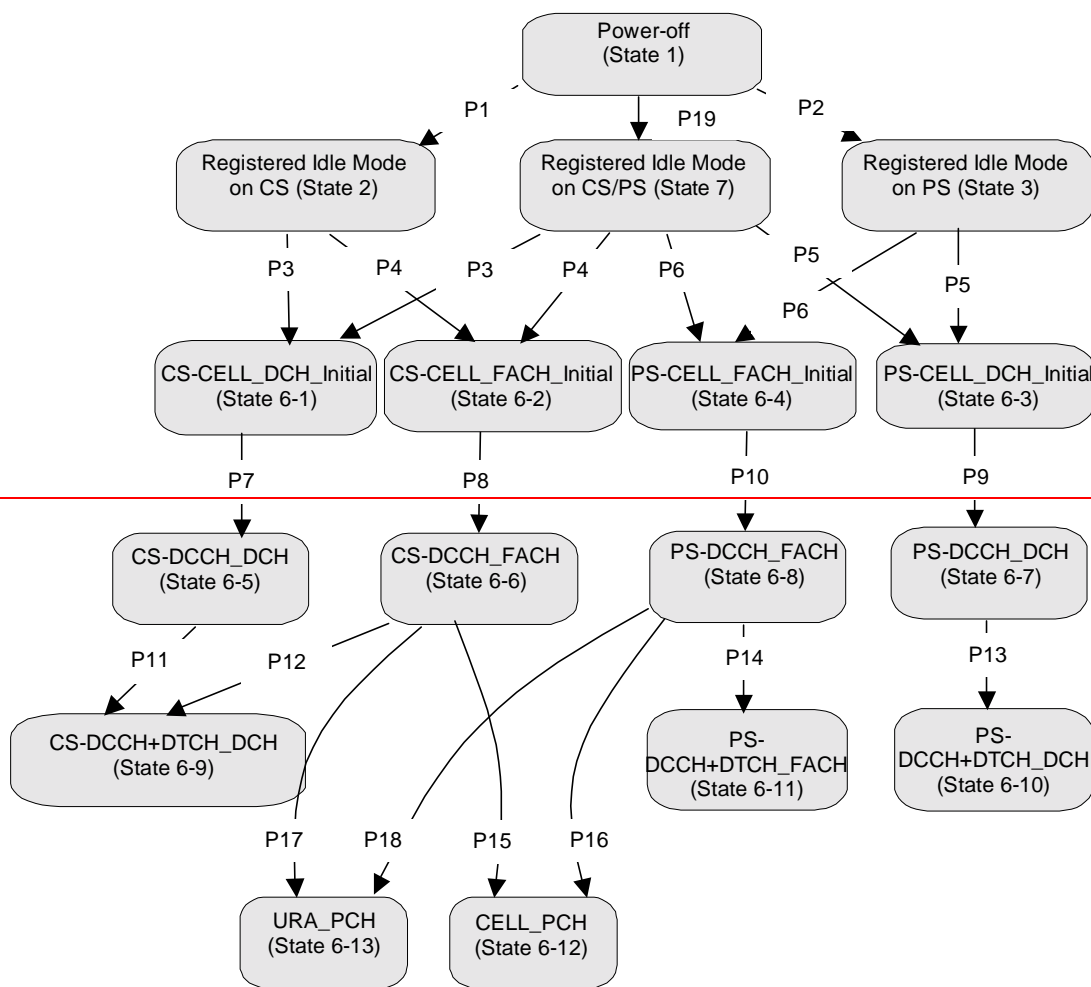 Power-off
(State 1)
P1
P19
P2
Registered Idle Mode
on CS (State 2)
Registered Idle Mode
on CS/PS (State 7)
Registered Idle Mode
on PS (State 3)
P3
P4
P3
P4
P6
P5
P6
P5
CS-CELL_DCH_Initial
(State 6-1)
CS-CELL_FACH_Initial
(State 6-2)
PS-CELL_FACH_Initial
(State 6-4)
PS-CELL_DCH_Initial
(State 6-3)
P7
P8
P10
P9
CS-DCCH_DCH
(State 6-5)
CS-DCCH_FACH
(State 6-6)
PS-DCCH_FACH
(State 6-8)
PS-DCCH_DCH
(State 6-7)
P11
P12
P14
P13
CS-DCCH+DTCH_DCH
(State 6-9)
PS-
DCCH+DTCH_FACH
(State 6-11)
PS-
DCCH+DTCH_DCH
(State 6-10)
P17
P18
P15
P16
URA_PCH
(State 6-13)
CELL_PCH
(State 6-12)